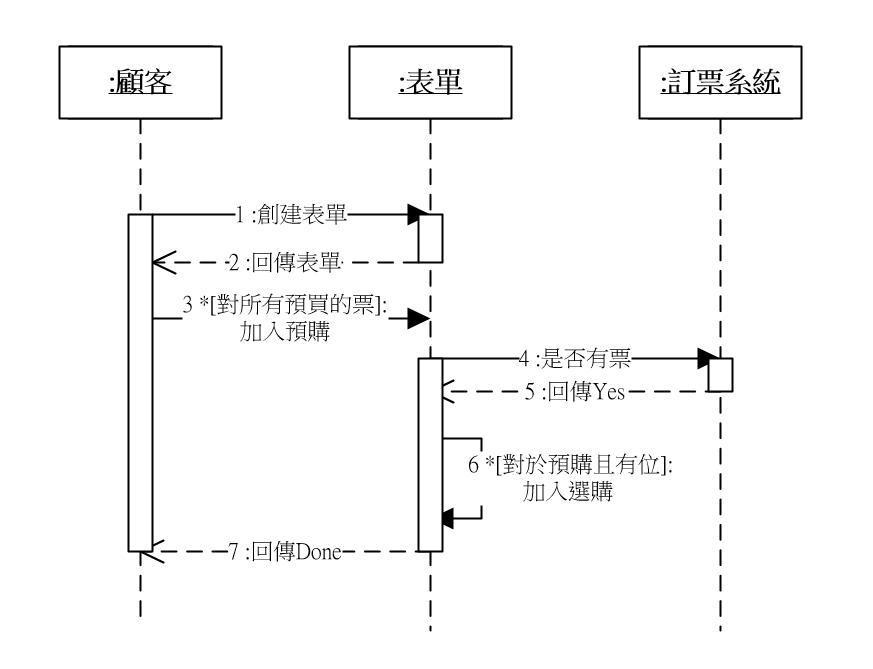 :顧客
:表單
:訂票系統
1 :創建表單
2 :回傳表單
3 *[對所有預買的票]:
加入預購
4 :是否有票
5 :回傳Yes
6 *[對於預購且有位]:
加入選購
7 :回傳Done